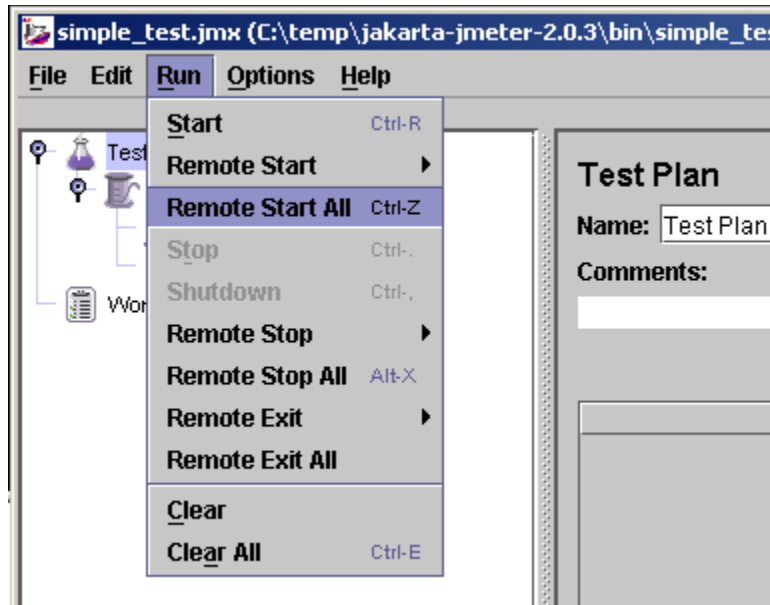 simple_test.jmx (C:\temp\jakarta-jmeter-2.0.3\bin\simple_tes
File Edit Run Options Help
Start Ctrl-R
Remote Start
Remote Start All Ctrl-Z
Stop Ctrl-.
Shutdown Ctrl-,
Remote Stop
Remote Stop All Alt-X
Remote Exit
Remote Exit All
Clear
Clear All Ctrl-E
Test
Wor
Test Plan
Name: Test Plan
Comments: